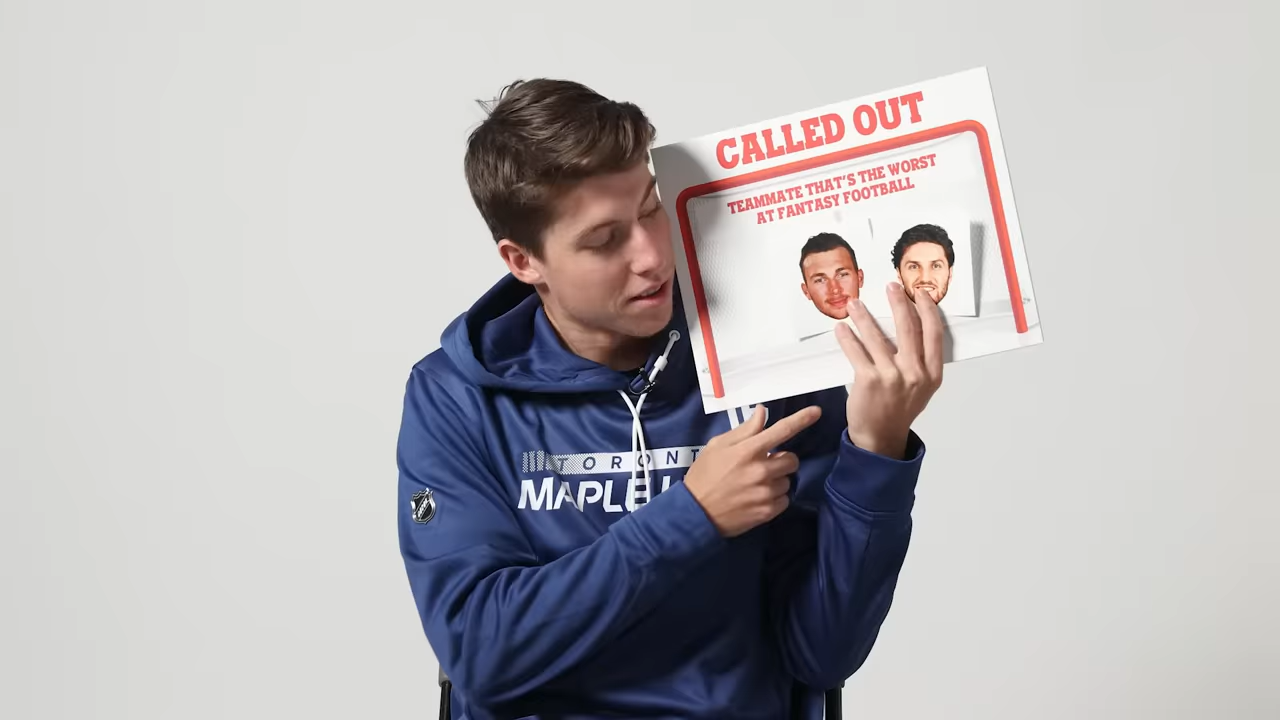 CALLED OUT
TEAMMATE THAT'S THE WORST
AT FANTASY FOOTBALL
TORONT
MAPLE